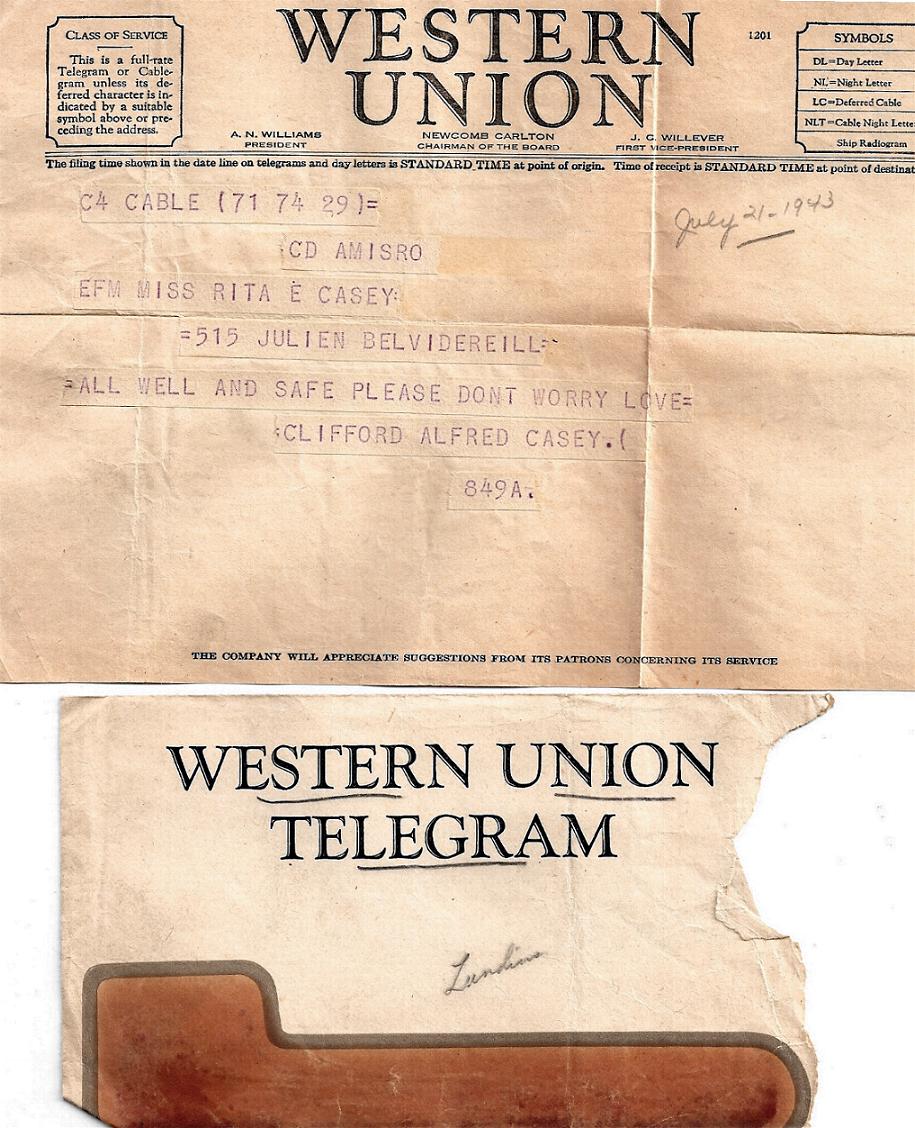 CLASS OF SERVICE
This is a full-rate
Telegram or Cable-
gram unless its de-
ferred character is in-
dicated by a suitable
symbol above or pre-
ceding the address.
WESTERN
UNION
1201
SYMBOLS
DL=Day Letter
NL=Night Letter
LC=Deferred Cable
NLT=Cable Night Lette
Ship Radiogram
A. N. WILLIAMS
PRESIDENT
NEWCOMB CARLTON
CHAIRMAN OF THE BOARD
J. C. WILLEVER
FIRST VICE-PRESIDENT
The filing time shown in the date line on telegrams and day letters is STANDARD TIME at point of origin. Time of receipt is STANDARD TIME at point of destinat
C4 CABLE (71 74 29)=
July 21-1943
CD AMISRO
EFM MISS RITA E CASEY:
=515 JULIEN BELVIDEREILL=
=ALL WELL AND SAFE PLEASE DONT WORRY LOVE=
:CLIFFORD ALFRED CASEY.(
849A.
THE COMPANY WILL APPRECIATE SUGGESTIONS FROM ITS PATRONS CONCERNING ITS SERVICE
WESTERN UNION
TELEGRAM